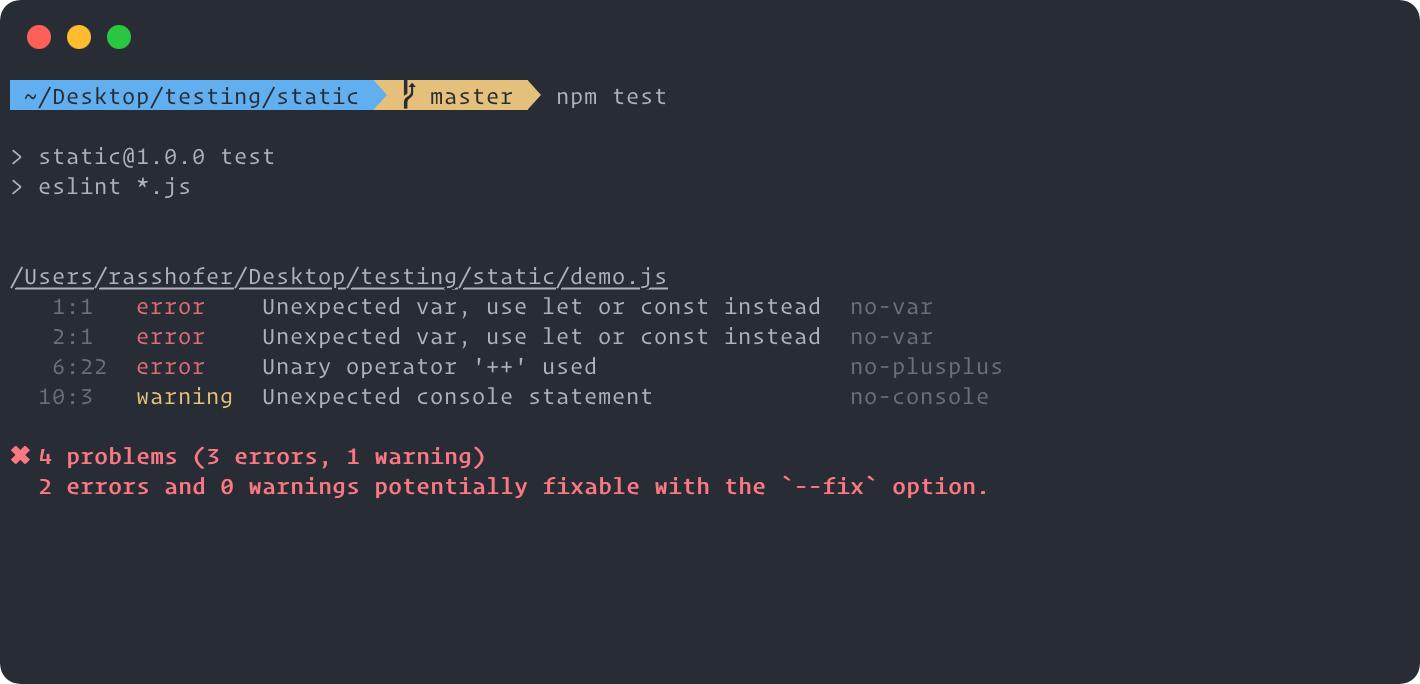 ~/Desktop/testing/static master npm test
> static@1.0.0 test
> eslint *.js
/Users/rasshofer/Desktop/testing/static/demo.js
1:1 error Unexpected var, use let or const instead no-var
2:1 error Unexpected var, use let or const instead no-var
6:22 error Unary operator '++' used no-plusplus
10:3 warning Unexpected console statement no-console
✖ 4 problems (3 errors, 1 warning)
2 errors and 0 warnings potentially fixable with the `--fix` option.